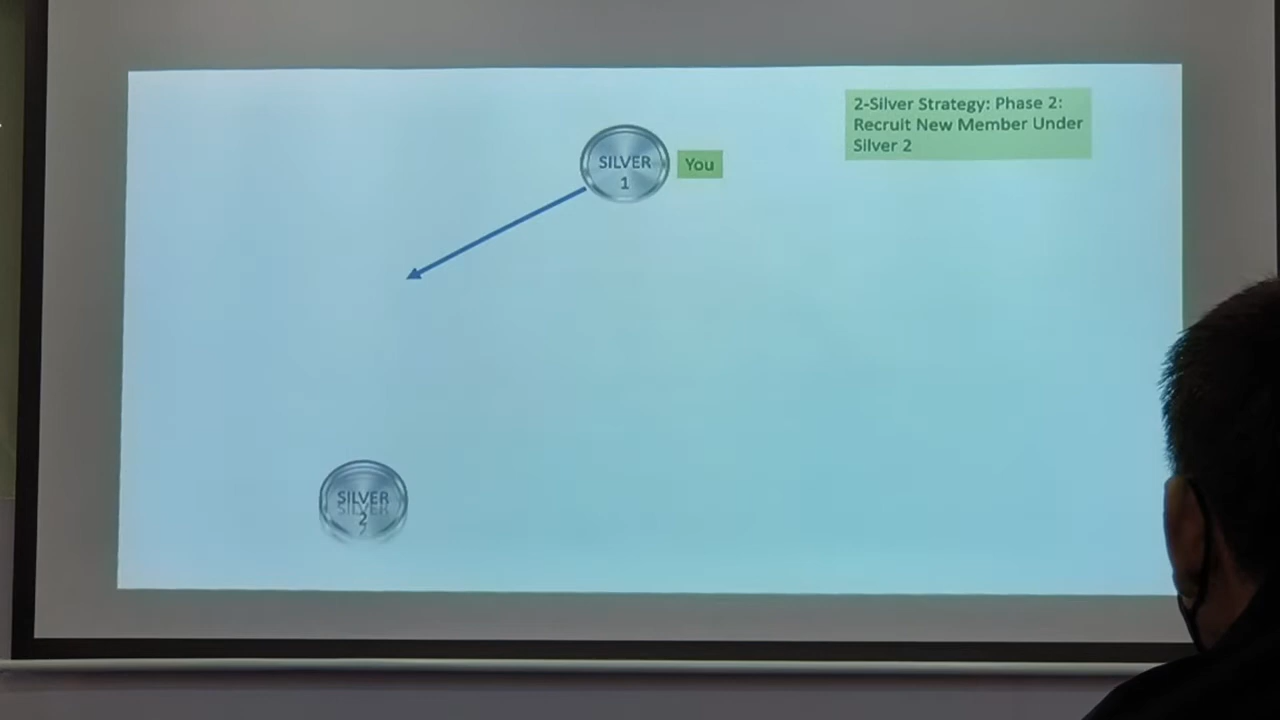 2-Silver Strategy: Phase 2:
Recruit New Member Under
Silver 2
SILVER
1
You
SILVER
2